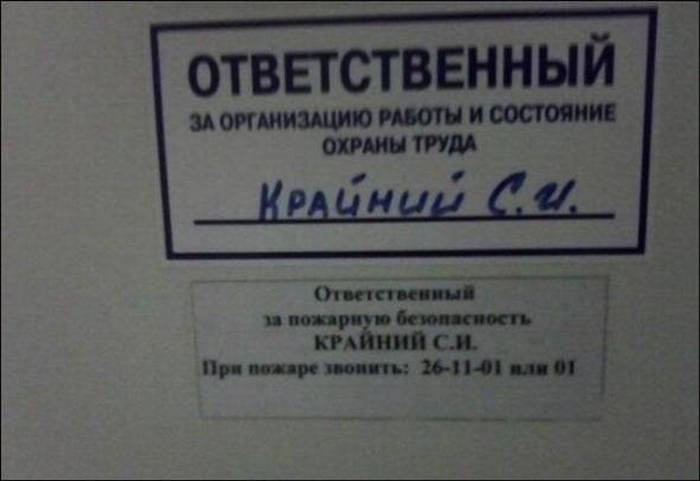 ОТВЕТСТВЕННЫЙ
ЗА ОРГАНИЗАЦИЮ РАБОТЫ И СОСТОЯНИЕ
ОХРАНЫ ТРУДА
КРАЙНИЙ С.И.
Ответственный
за пожарную безопасность
КРАЙНИЙ С.И.
При пожаре звонить: 26-11-01 или 01